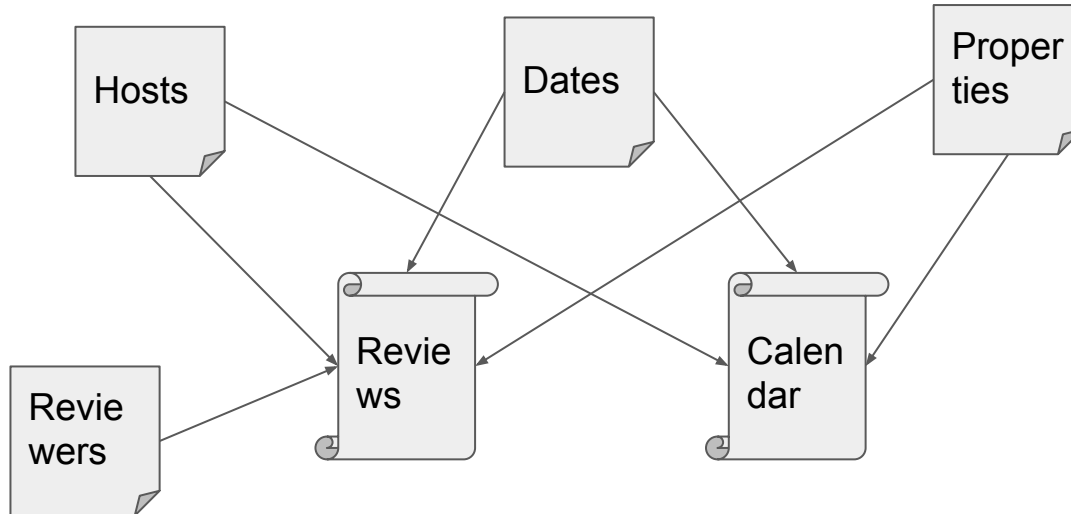 Hosts
Dates
Proper
ties
Revie
ws
Calen
dar
Revie
wers